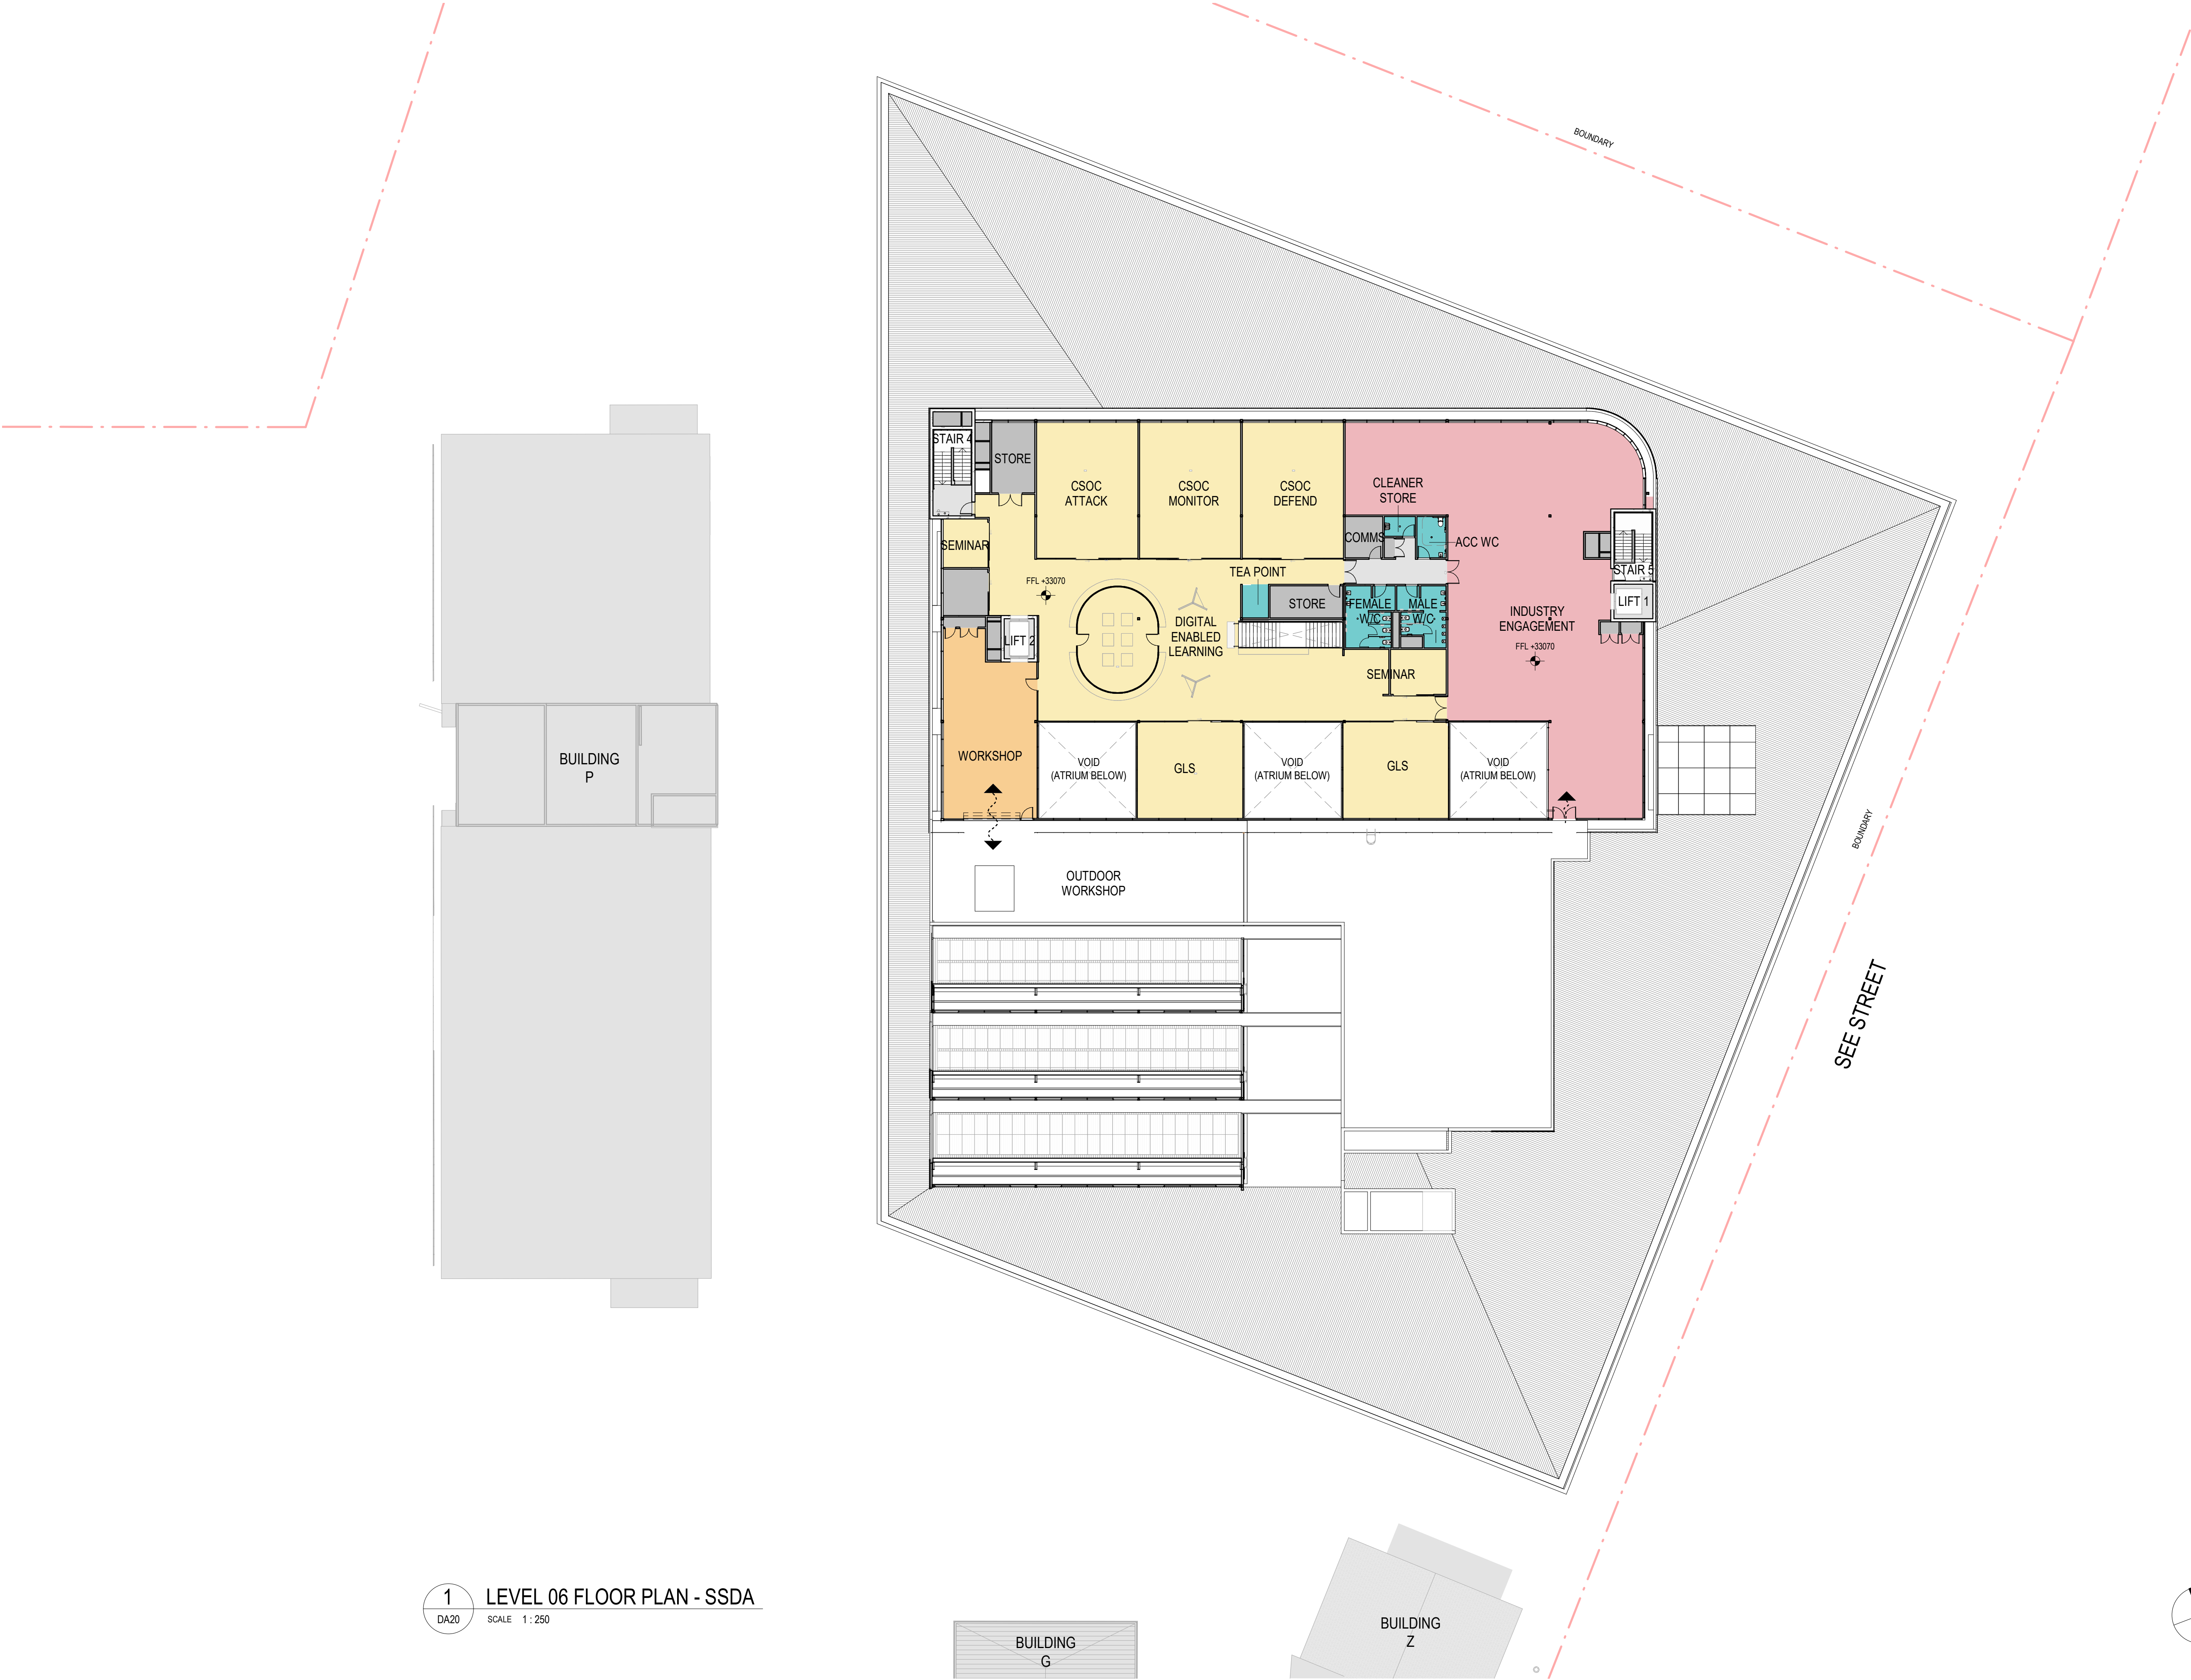 BOUNDARY
STAIR 4
STORE
CSOC
ATTACK
CSOC
MONITOR
CSOC
DEFEND
CLEANER
STORE
SEMINAR
COMMS
ACC WC
TEA POINT
STAIR 5
FFL +33070
STORE
FEMALE
W/C
MALE
W/C
LIFT 1
INDUSTRY
ENGAGEMENT
FFL +33070
DIGITAL
ENABLED
LEARNING
LIFT 2
SEMINAR
WORKSHOP
VOID
(ATRIUM BELOW)
GLS
VOID
(ATRIUM BELOW)
GLS
VOID
(ATRIUM BELOW)
BUILDING
P
BOUNDARY
OUTDOOR
WORKSHOP
SEE STREET
1
DA20
LEVEL 06 FLOOR PLAN - SSDA
SCALE 1 : 250
BUILDING
G
BUILDING
Z